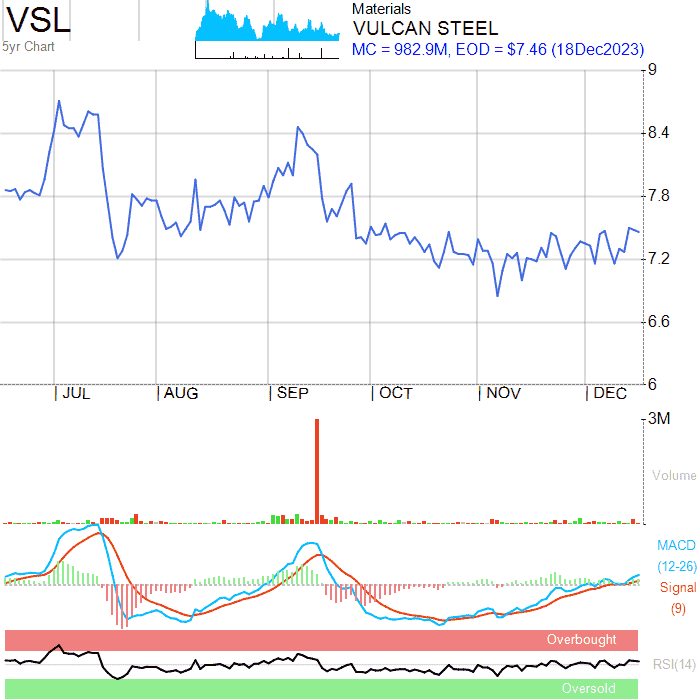 VSL
5yr Chart
Materials
VULCAN STEEL
MC = 982.9M, EOD = $7.46 (18Dec2023)
9
8.4
7.8
7.2
6.6
6
JUL AUG SEP OCT NOV DEC
3M
Volume
MACD
(12-26)
Signal
(9)
Overbought
RSI(14)
Oversold